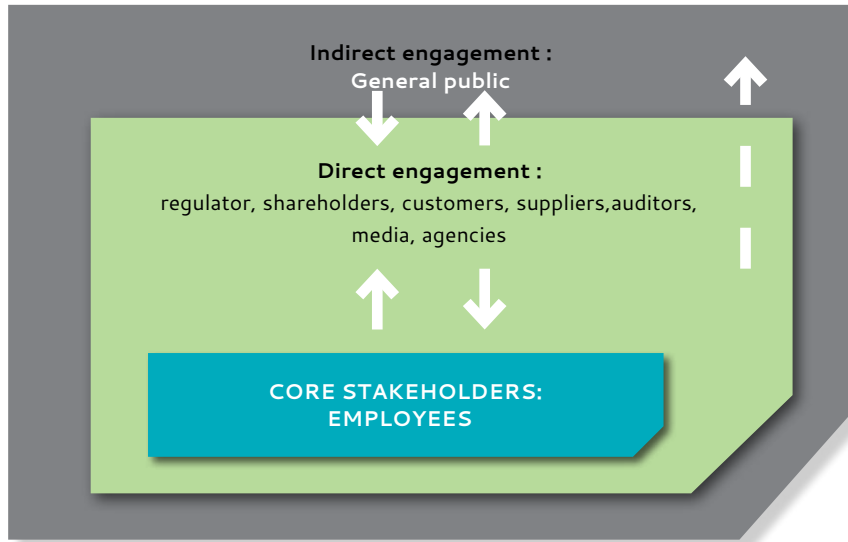 Indirect engagement :
General public
Direct engagement :
regulator, shareholders, customers, suppliers,auditors,
media, agencies
CORE STAKEHOLDERS:
EMPLOYEES